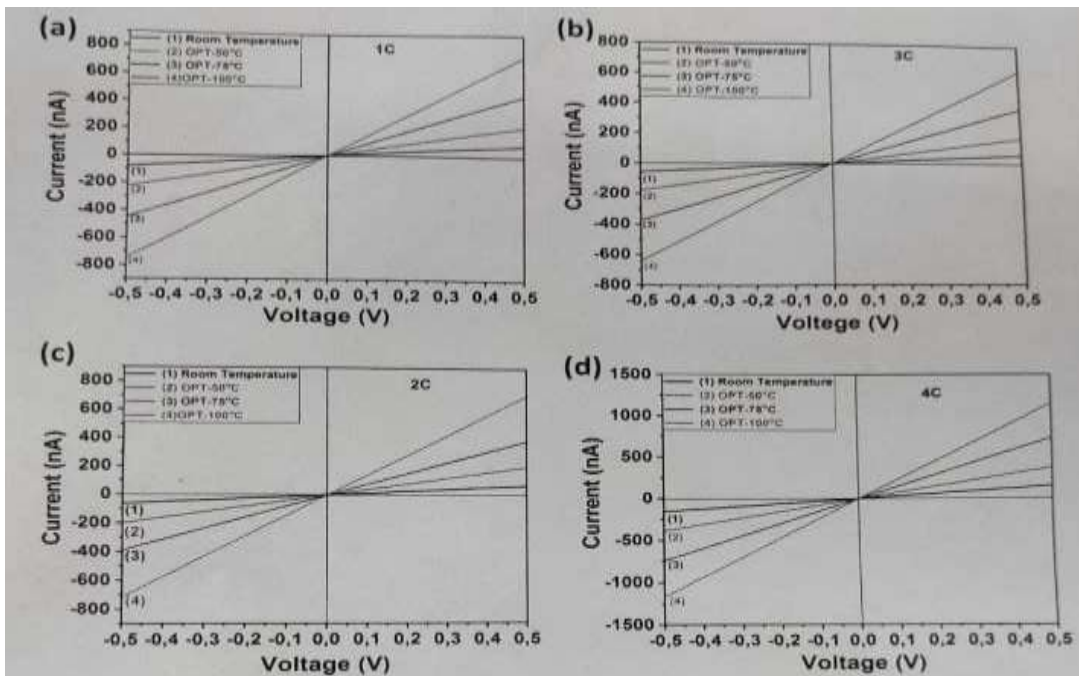 (a)
1C
(1) Room Temperature
(2) OPT-50°C
(3) OPT-75°C
(4)OPT-100°C
800
600
400
200
0
-200
-400
-600
-800
Current (nA)
(1)
(2)
(3)
(4)
-0,5 -0,4 -0,3 -0,2 -0,1 0,0 0,1 0,2 0,3 0,4 0,5
Voltage (V)
(b)
3C
(1) Room Temperature
(2) OPT-50°C
(3) OPT-75°C
(4) OPT-100°C
800
600
400
200
0
-200
-400
-600
-800
Current (nA)
(1)
(2)
(3)
(4)
-0,5 -0,4 -0,3 -0,2 -0,1 0,0 0,1 0,2 0,3 0,4 0,5
Voltege (V)
(c)
2C
(1) Room Temperature
(2) OPT-50°C
(3) OPT-75°C
(4)OPT-100°C
800
600
400
200
0
-200
-400
-600
-800
Current (nA)
(1)
(2)
(3)
(4)
-0,5 -0,4 -0,3 -0,2 -0,1 0,0 0,1 0,2 0,3 0,4 0,5
Voltage (V)
(d)
4C
(1) Room Temperature
(2) OPT-50°C
(3) OPT-75°C
(4) OPT-100°C
1500
1000
500
0
-500
-1000
-1500
Current (nA)
(1)
(2)
(3)
(4)
-0,5 -0,4 -0,3 -0,2 -0,1 0,0 0,1 0,2 0,3 0,4 0,5
Voltage (V)